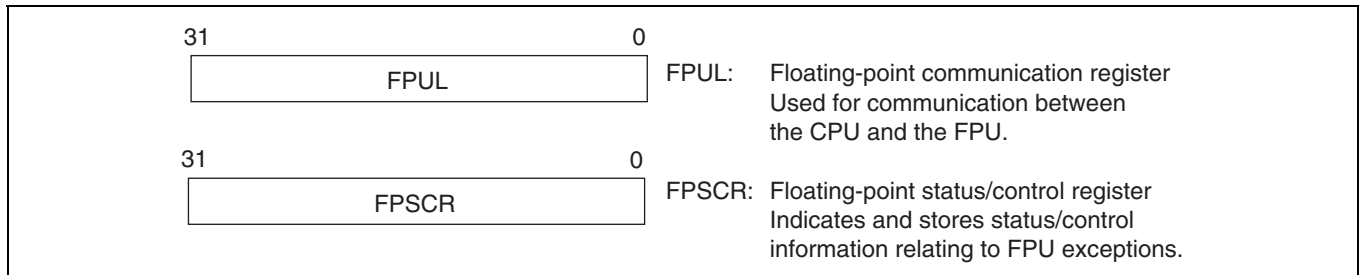 31 0
FPUL
FPUL: Floating-point communication register
Used for communication between
the CPU and the FPU.
31 0
FPSCR
FPSCR: Floating-point status/control register
Indicates and stores status/control
information relating to FPU exceptions.